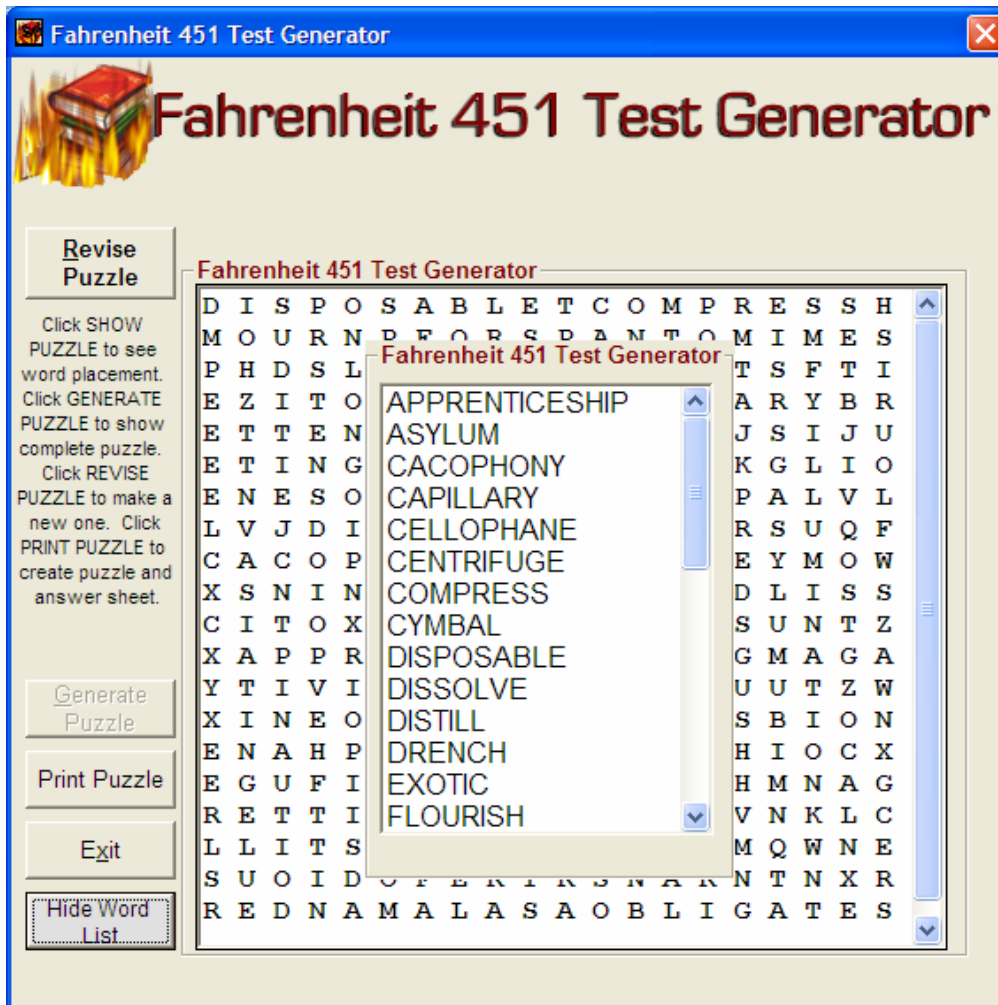 Fahrenheit 451 Test Generator
Fahrenheit 451 Test Generator
Revise
Puzzle
Click SHOW
PUZZLE to see
word placement.
Click GENERATE
PUZZLE to show
complete puzzle.
Click REVISE
PUZZLE to make a
new one. Click
PRINT PUZZLE to
create puzzle and
answer sheet.
Generate
Puzzle
Print Puzzle
Exit
Hide Word
List
Fahrenheit 451 Test Generator
D I S P O S A B L E T C O M P R E S S H
M O U R N M I M E S
P H D S L T S F T I
E Z I T O A R Y B R
E T T E N J S I J U
E T I N G K G L I O
E N E S O P A L V L
L V J D I R S U Q F
C A C O P E Y M O W
X S N I N D L I S S
C I T O X S U N T Z
X A P P R G M A G A
Y T I V I U U T Z W
X I N E O S B I O N
E N A H P H I O C X
E G U F I H M N A G
R E T T I V N K L C
L L I T S M Q W N E
S U O I D N T N X R
R E D N A M A L A S A O B L I G A T E S
Fahrenheit 451 Test Generator
APPRENTICESHIP
ASYLUM
CACOPHONY
CAPILLARY
CELLOPHANE
CENTRIFUGE
COMPRESS
CYMBAL
DISPOSABLE
DISSOLVE
DISTILL
DRENCH
EXOTIC
FLOURISH